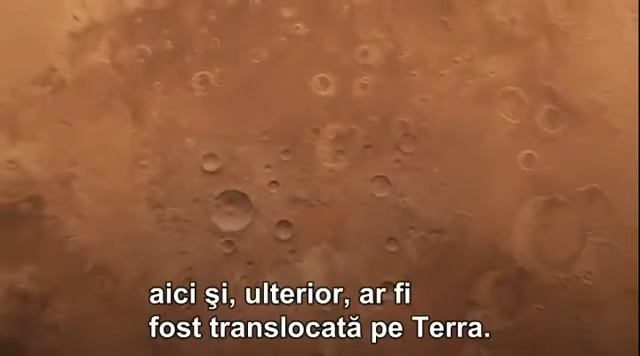 aici şi, ulterior, ar fi
fost translocată pe Terra.